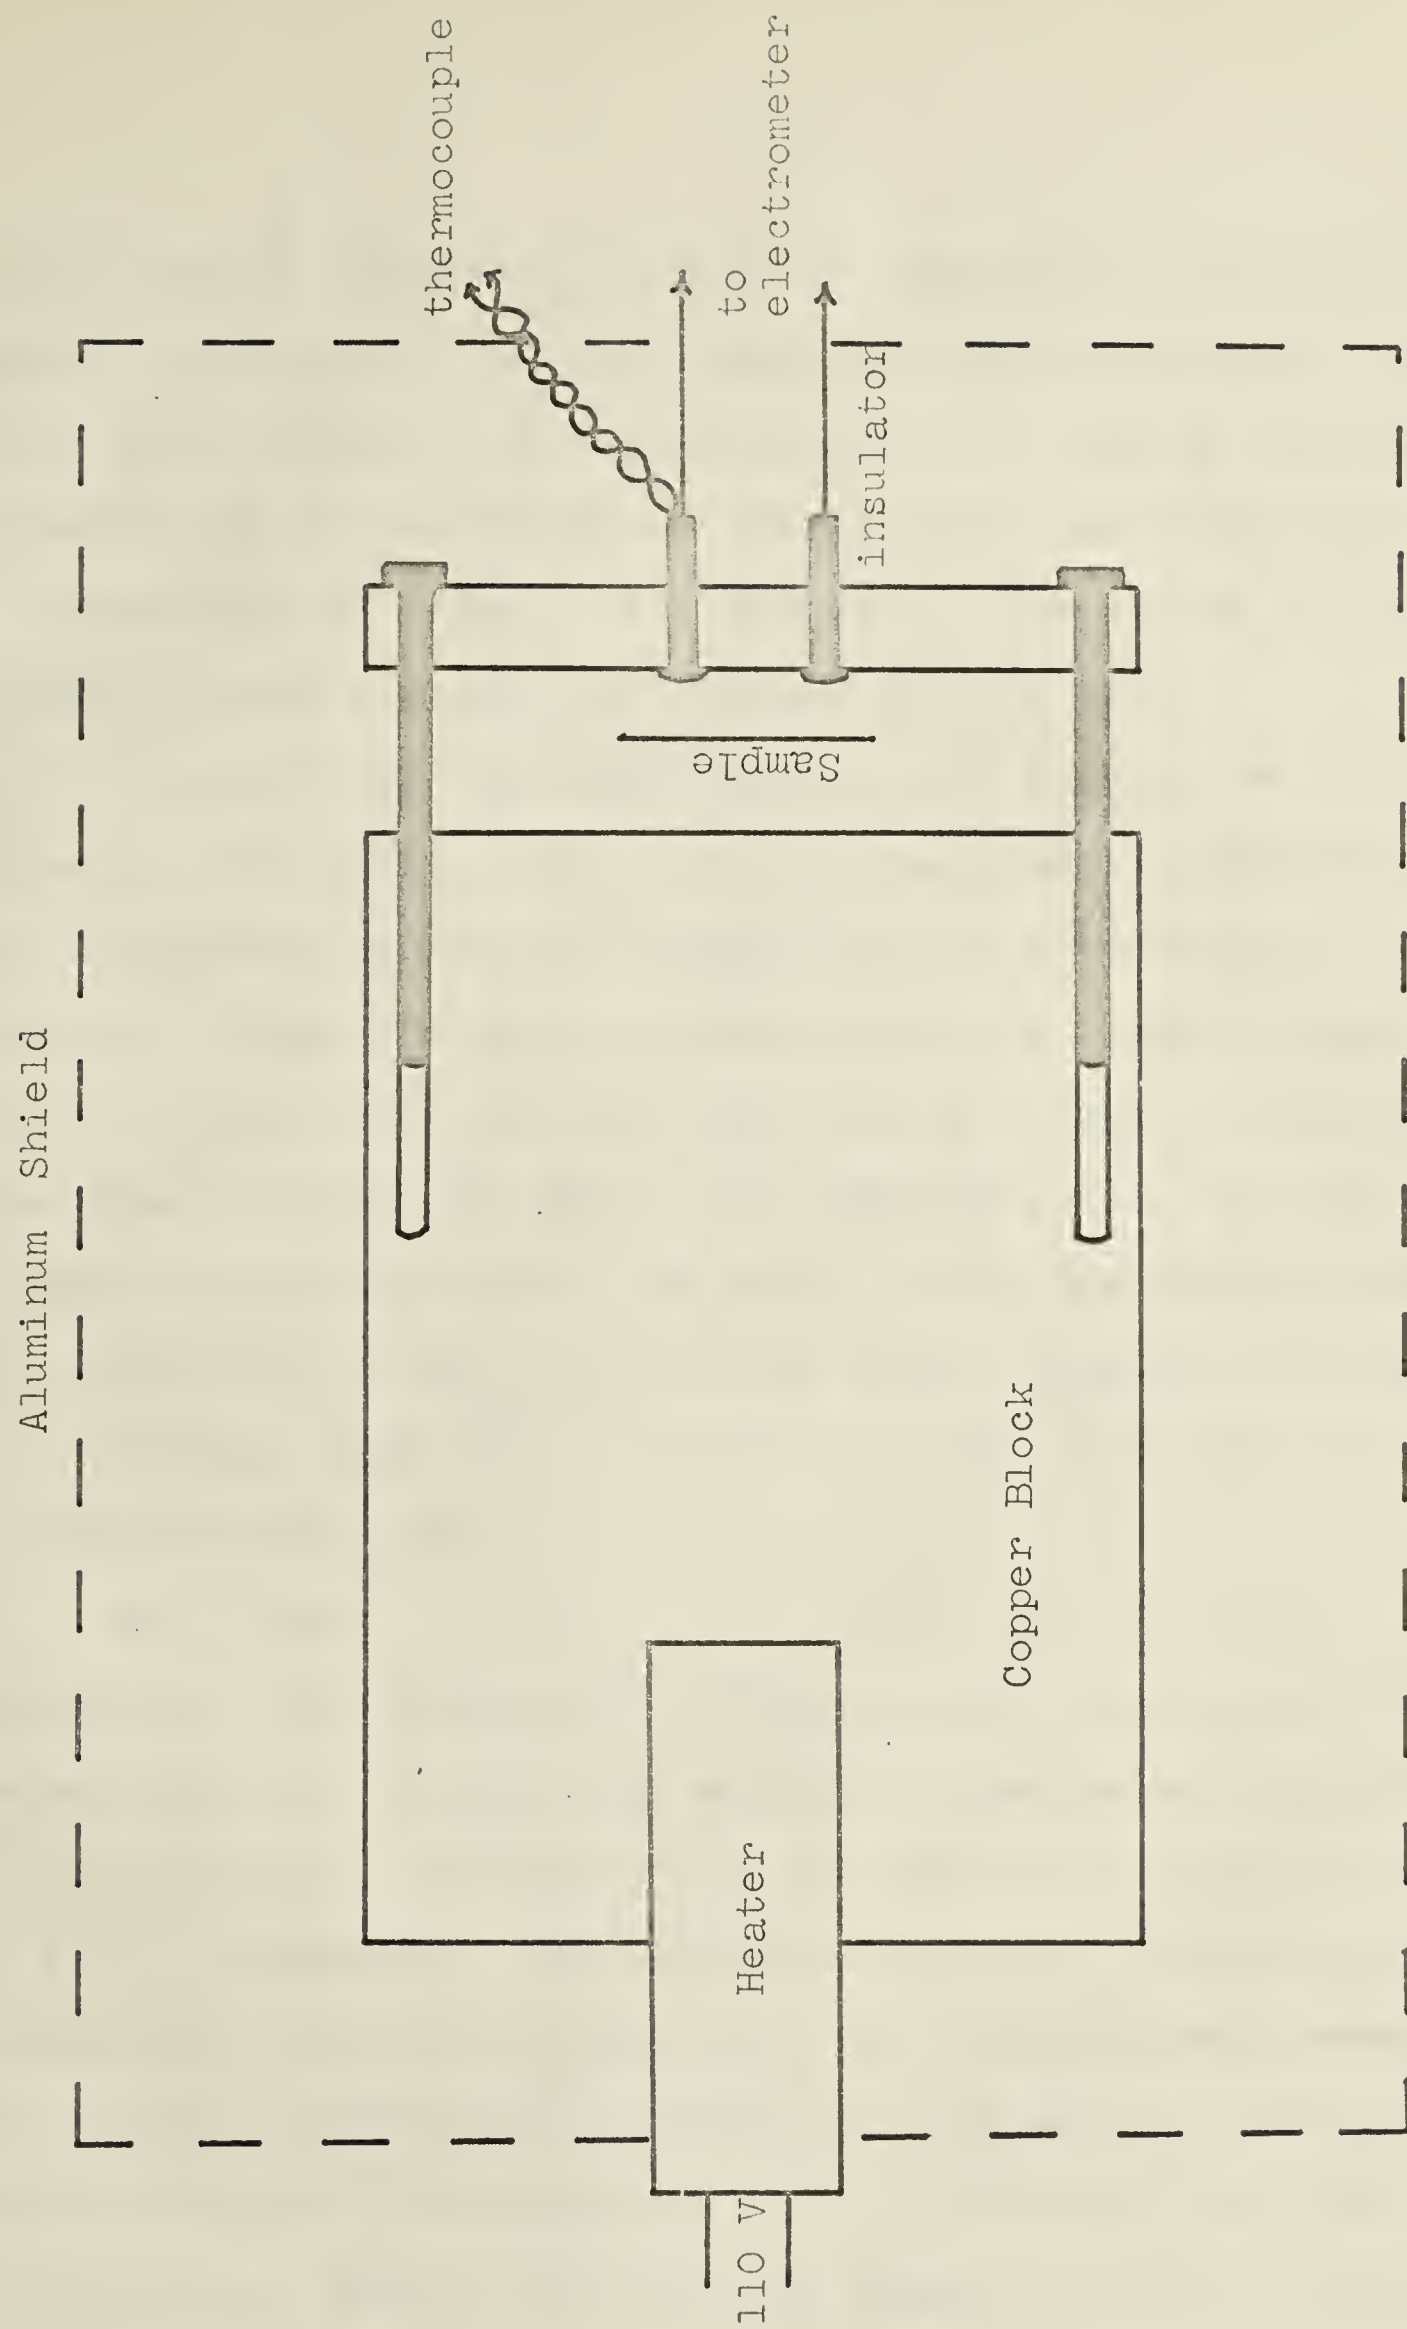 Aluminum Shield
thermocouple
to
electrometer
insulator
Sample
Copper Block
Heater
110 V